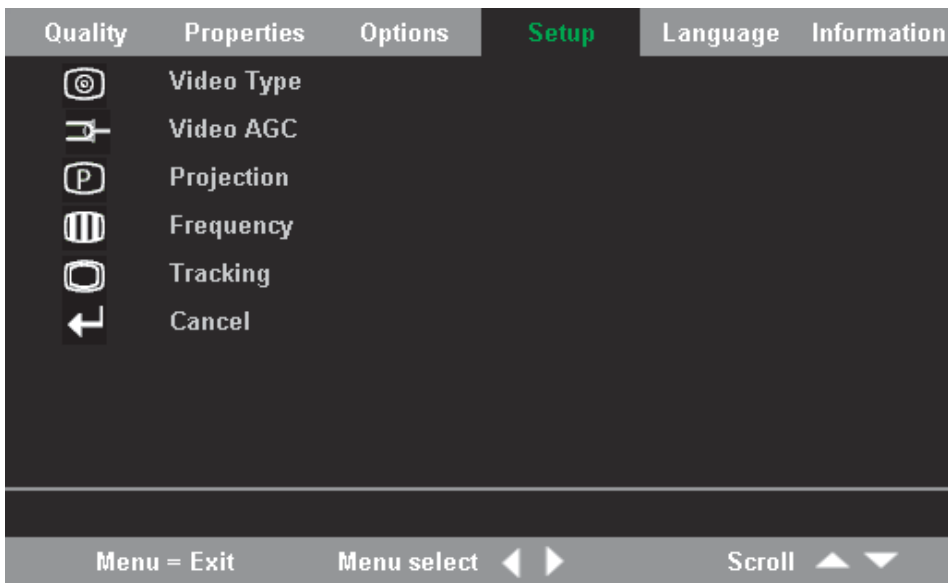 Quality Properties Options Setup Language Information
Video Type
Video AGC
P Projection
Frequency
Tracking
Cancel
Menu = Exit Menu select Scroll